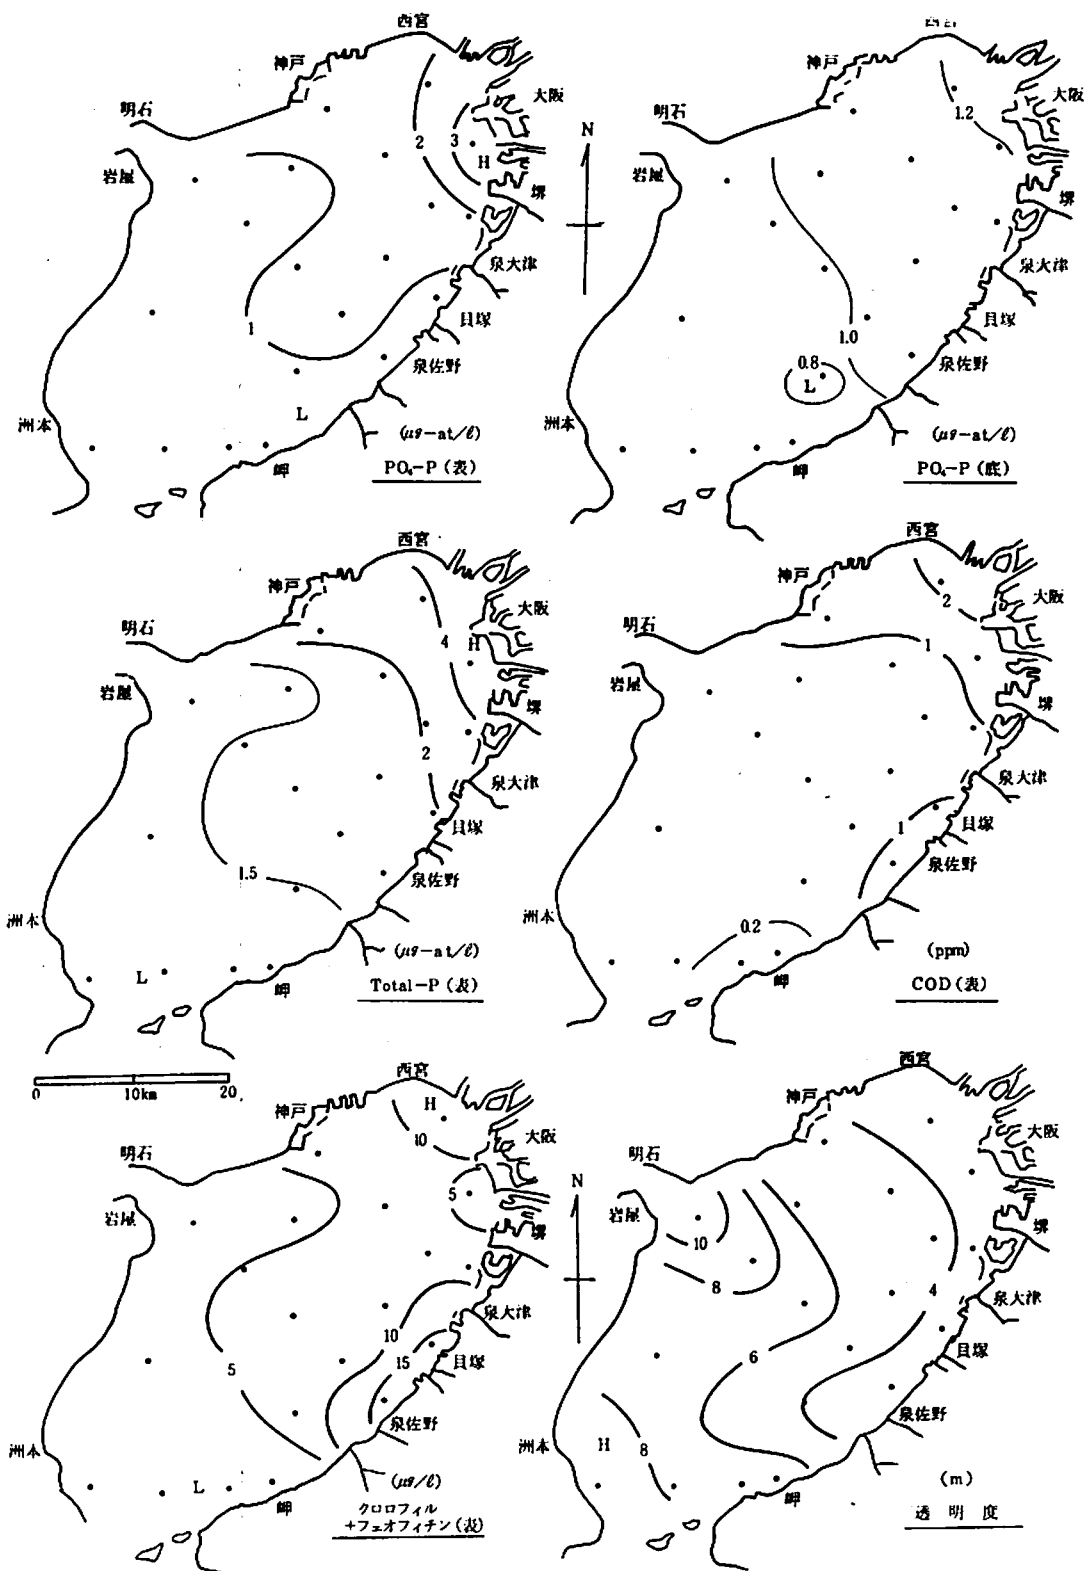 西宮
神戸
大阪
明石
2
3
H
岩屋
堺
泉大津
1
貝塚
泉佐野
洲本
L
岬
(μg-at/ℓ)
PO₄-P (表)
N
神戸
大阪
1.2
明石
岩屋
堺
泉大津
貝塚
1.0
泉佐野
0.8
L
洲本
(μg-at/ℓ)
岬
PO₄-P (底)
西宮
神戸
大阪
明石
4
H
岩屋
堺
2
泉大津
貝塚
1.5
泉佐野
洲本
(μg-at/ℓ)
L
岬
Total-P (表)
0 10km 20
西宮
神戸
2
大阪
明石
1
岩屋
堺
泉大津
1
貝塚
泉佐野
洲本
0.2
(ppm)
岬
COD (表)
西宮
神戸
H
10
大阪
明石
5
岩屋
堺
泉大津
10
5
15
貝塚
泉佐野
洲本
L
岬
(μg/ℓ)
クロロフィル
+フェオフィチン(表)
N
西宮
神戸
大阪
明石
岩屋
10
堺
8
4
泉大津
貝塚
6
泉佐野
洲本
H
8
岬
(m)
透明度